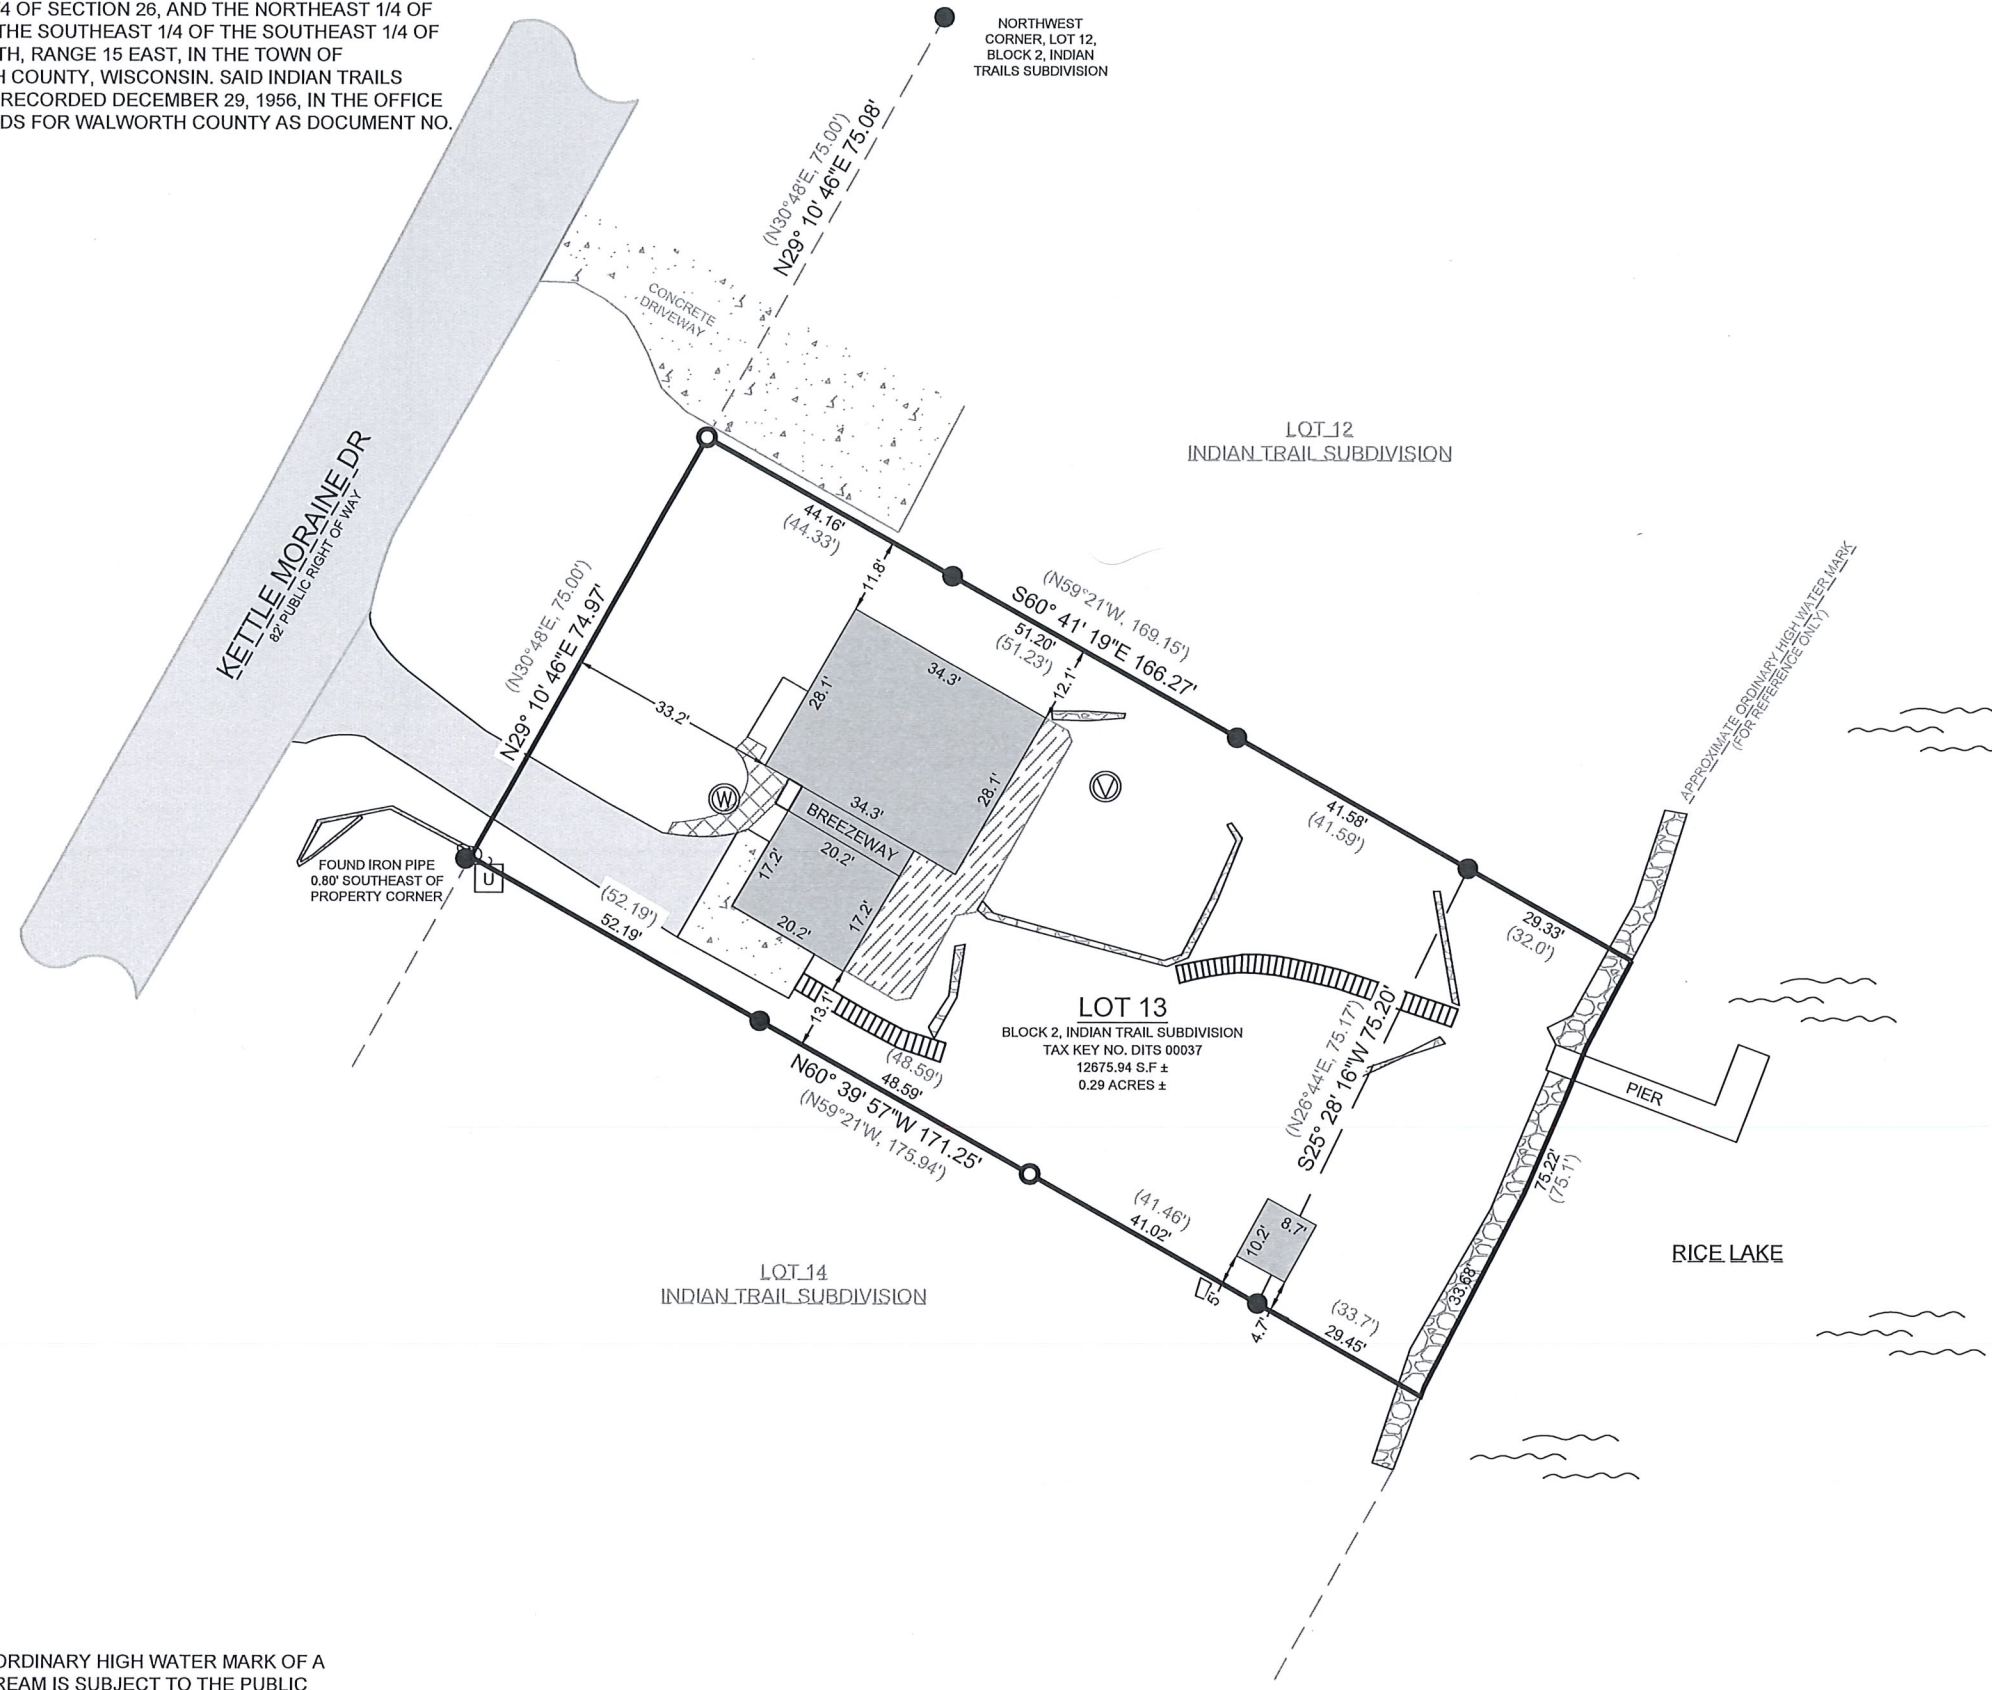 4 OF SECTION 26, AND THE NORTHEAST 1/4 OF
THE SOUTHEAST 1/4 OF THE SOUTHEAST 1/4 OF
TH, RANGE 15 EAST, IN THE TOWN OF
H COUNTY, WISCONSIN. SAID INDIAN TRAILS
RECORDED DECEMBER 29, 1956, IN THE OFFICE
DS FOR WALWORTH COUNTY AS DOCUMENT NO.
NORTHWEST
CORNER, LOT 12,
BLOCK 2, INDIAN
TRAILS SUBDIVISION
(N30°48'E, 75.00')
N29° 10' 46"E 75.08'
CONCRETE
DRIVEWAY
LOT 12
INDIAN TRAIL SUBDIVISION
KETTLE MORAINE DR
82' PUBLIC RIGHT OF WAY
(N30°48'E, 75.00')
N29° 10' 46"E 74.97'
44.16'
(44.33')
11.8'
(N59°21'W, 169.15')
S60° 41' 19"E 166.27'
51.20'
(51.23')
12.1'
APPROXIMATE ORDINARY HIGH WATER MARK
(FOR REFERENCE ONLY)
34.3'
28.1'
33.2'
28.1'
34.3'
W
V
BREEZEWAY
20.2'
17.2'
17.2'
20.2'
41.58'
(41.59')
FOUND IRON PIPE
0.80' SOUTHEAST OF
PROPERTY CORNER
U
(52.19')
52.19'
29.33'
(32.0')
13.1'
LOT 13
BLOCK 2, INDIAN TRAIL SUBDIVISION
TAX KEY NO. DITS 00037
12675.94 S.F ±
0.29 ACRES ±
(48.59')
48.59'
N60° 39' 57"W 171.25'
(N59°21'W, 175.94')
(N26°44'E, 75.17')
S25° 28' 16"W 75.20'
PIER
75.22'
(75.1')
(41.46')
41.02'
8.7'
10.2'
5'
4.7'
33.68'
(33.7')
29.45'
RICE LAKE
LOT 14
INDIAN TRAIL SUBDIVISION
ORDINARY HIGH WATER MARK OF A
REAM IS SUBJECT TO THE PUBLIC